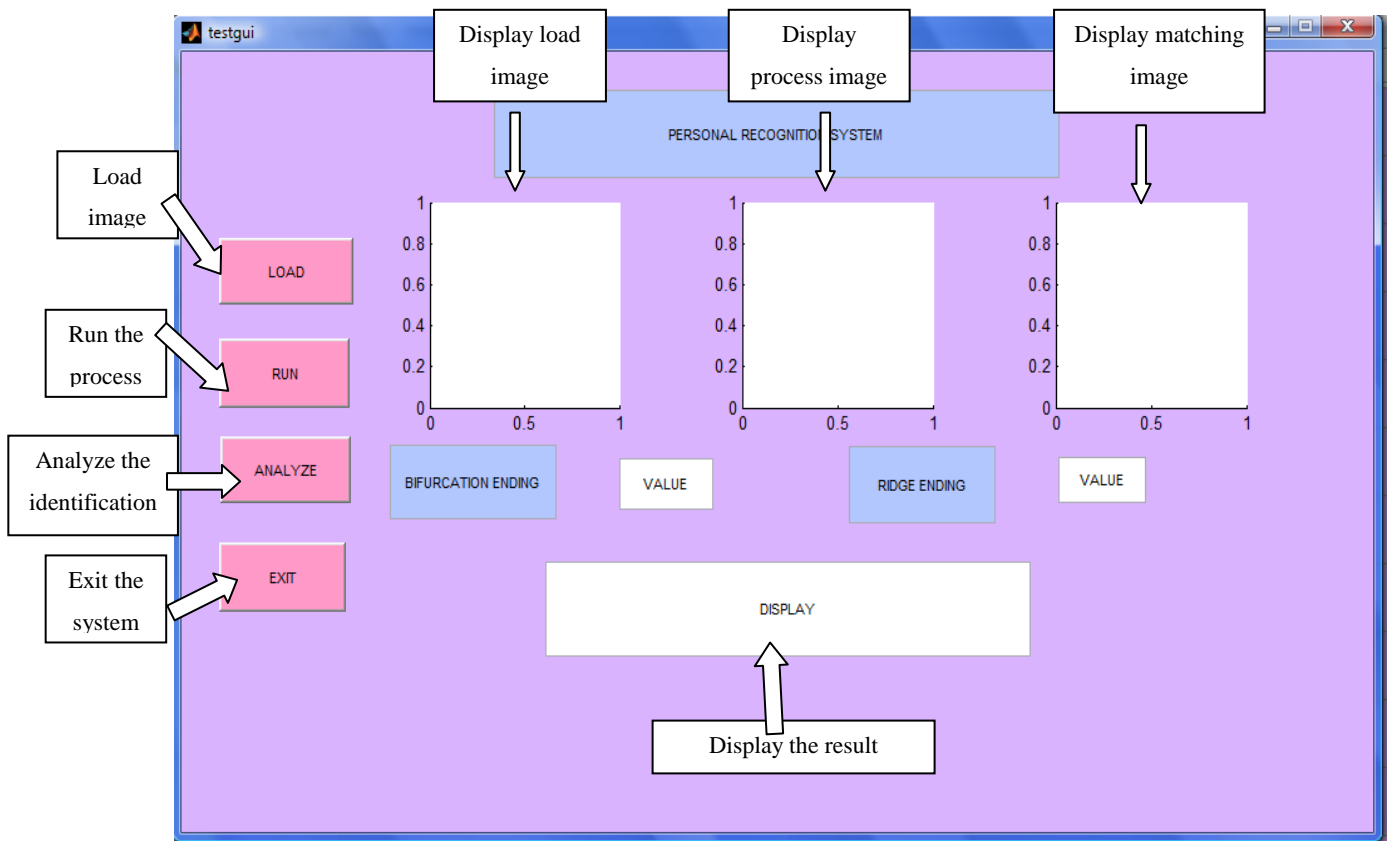 testgui
Display load
image
Display
process image
Display matching
image
PERSONAL RECOGNITION SYSTEM
Load
image
LOAD
Run the
process
RUN
Analyze the
identification
ANALYZE
Exit the
system
EXIT
1
0.8
0.6
0.4
0.2
0
0 0.5 1
1
0.8
0.6
0.4
0.2
0
0 0.5 1
1
0.8
0.6
0.4
0.2
0
0 0.5 1
BIFURCATION ENDING
VALUE
RIDGE ENDING
VALUE
DISPLAY
Display the result